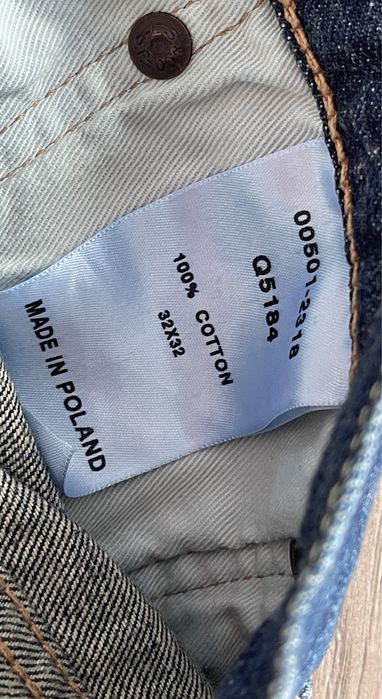 00501-2318
Q5184
100% COTTON
32X32
MADE IN POLAND